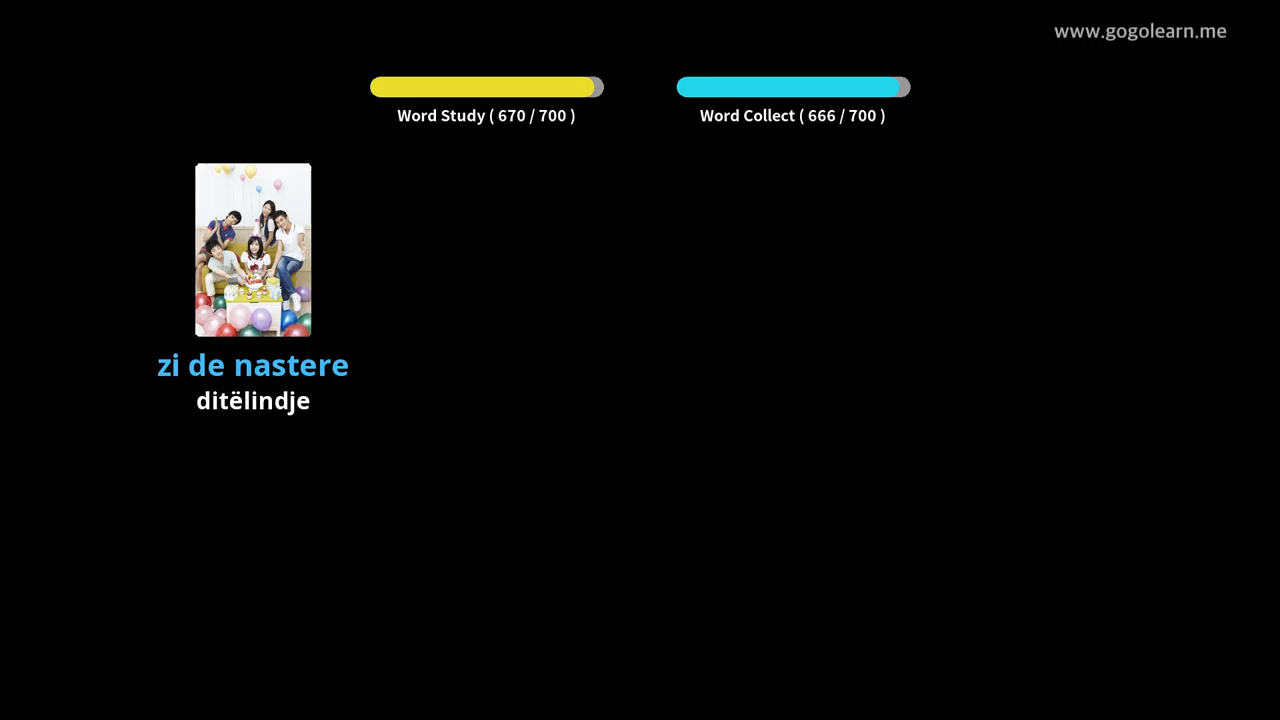 www.gogolearn.me
Word Study ( 670 / 700 )
Word Collect ( 666 / 700 )
zi de nastere
ditëlindje